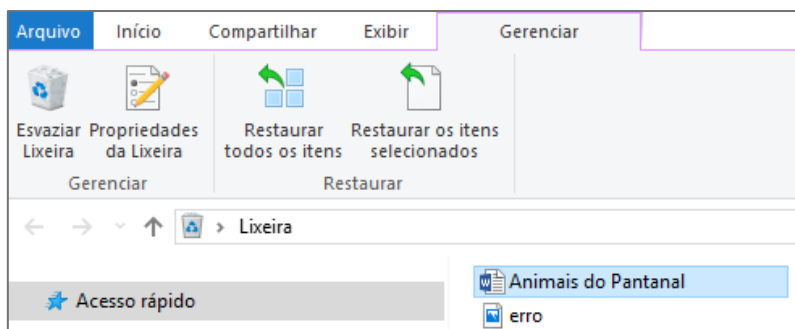 Arquivo Início Compartilhar Exibir Gerenciar
Esvaziar Propriedades Restaurar Restaurar os itens
Lixeira da Lixeira todos os itens selecionados
Gerenciar Restaurar
Lixeira
Acesso rápido
Animais do Pantanal
erro